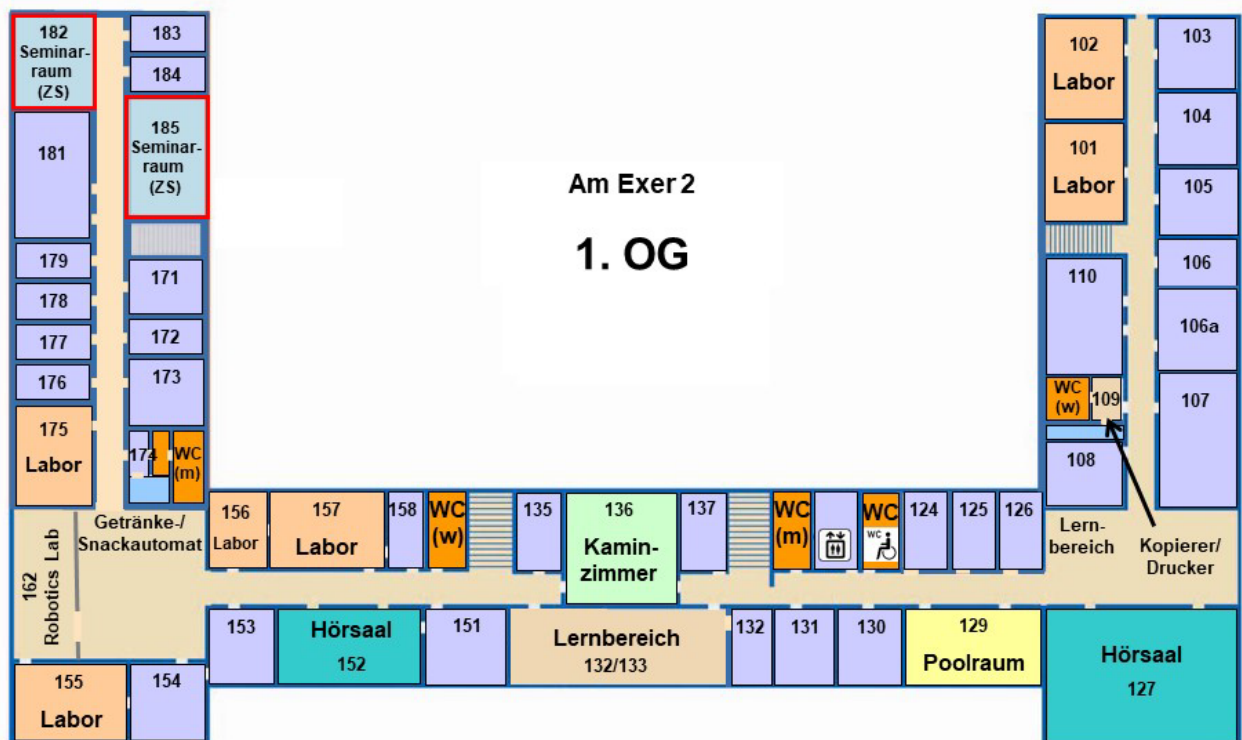 182
Seminar-
raum
(ZS)
183
184
185
Seminar-
raum
(ZS)
181
179
178
177
176
175
Labor
171
172
173
174
WC
(m)
Am Exer 2
1. OG
102
Labor
101
Labor
103
104
105
106
106a
107
110
WC
(w)
109
108
Lern-
bereich
Kopierer/
Drucker
Getränke-/
Snackautomat
162
Robotics Lab
156
Labor
157
Labor
158
WC
(w)
135
136
Kamin-
zimmer
137
WC
(m)
WC
WC
124
125
126
153
Hörsaal
152
151
Lernbereich
132/133
132
131
130
129
Poolraum
Hörsaal
127
155
Labor
154